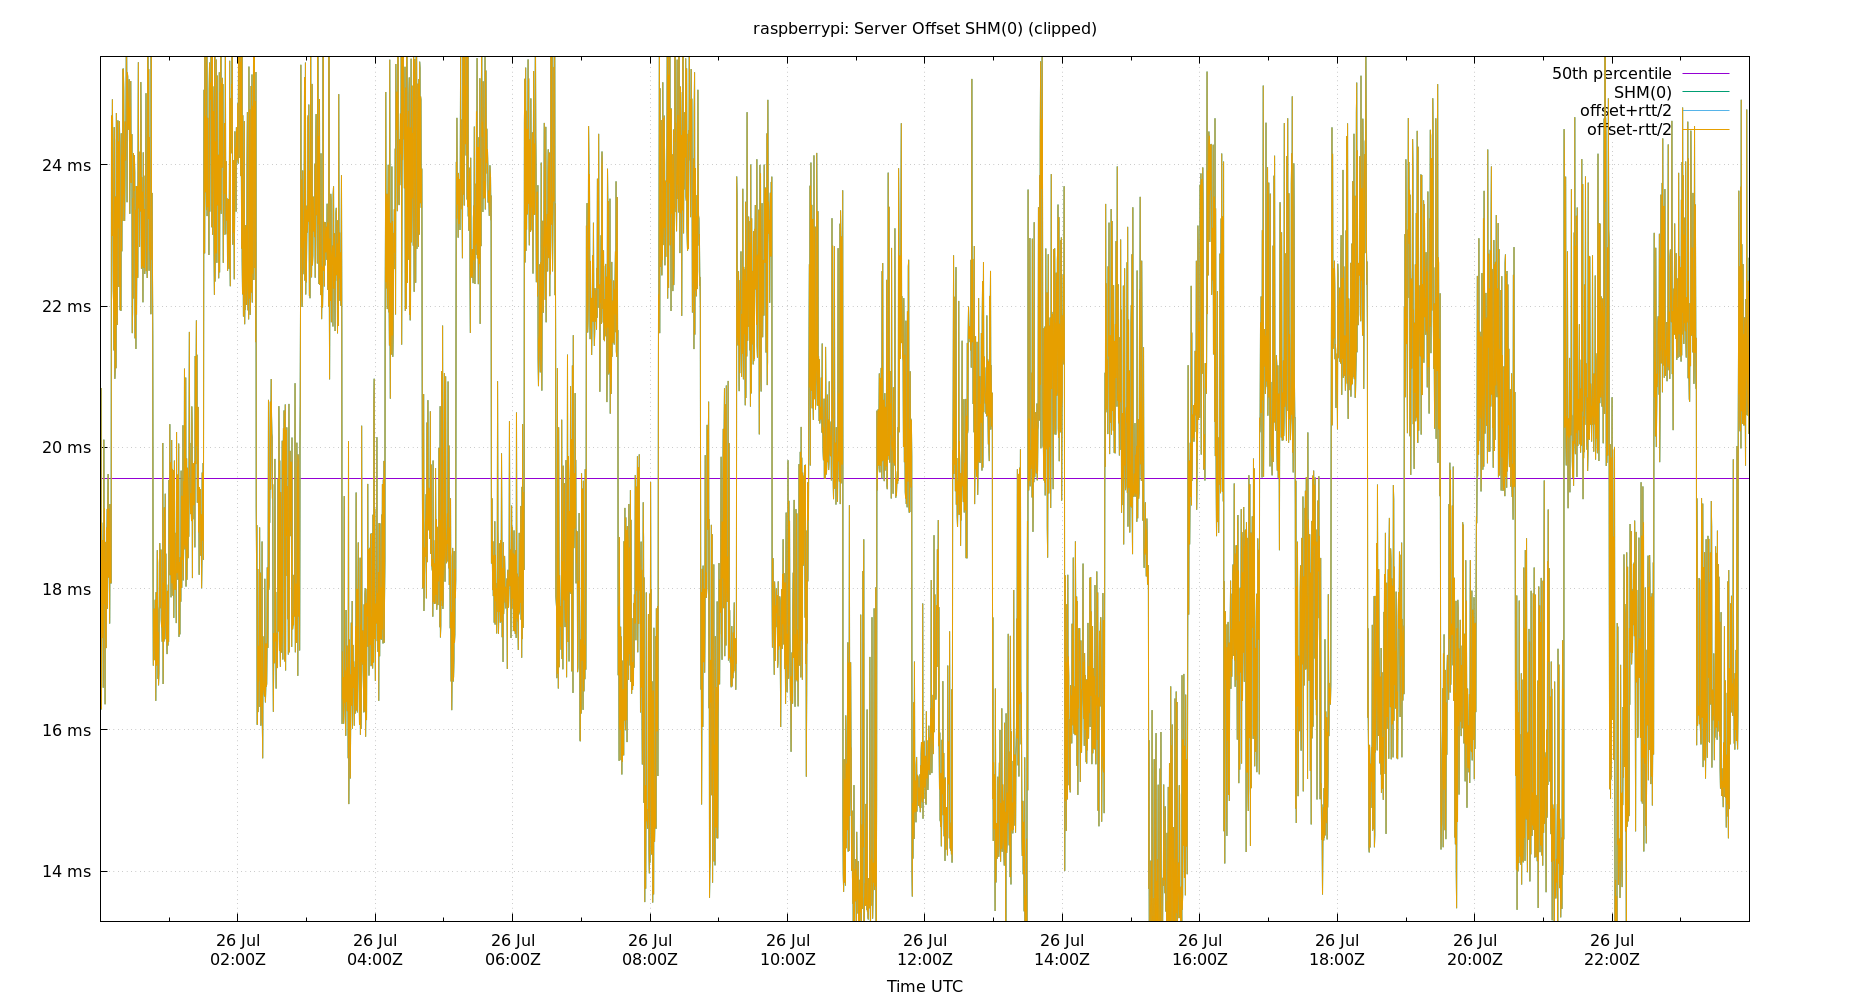 raspberrypi: Server Offset SHM(0) (clipped)
50th percentile
SHM(0)
offset+rtt/2
offset-rtt/2
24 ms
22 ms
20 ms
18 ms
16 ms
14 ms
26 Jul 26 Jul 26 Jul 26 Jul 26 Jul 26 Jul 26 Jul 26 Jul 26 Jul 26 Jul 26 Jul
02:00Z 04:00Z 06:00Z 08:00Z 10:00Z 12:00Z 14:00Z 16:00Z 18:00Z 20:00Z 22:00Z
Time UTC